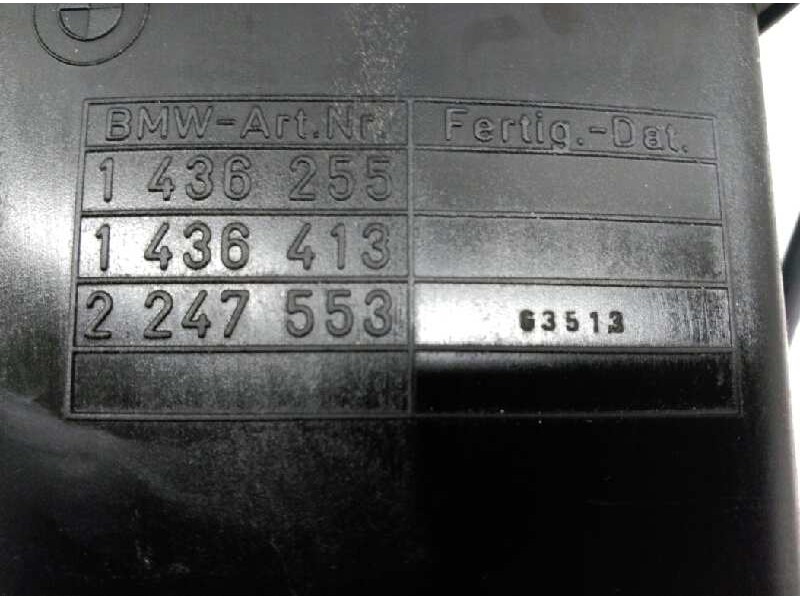 BMW-Art.Nr. Fertig.-Dat.
1 436 255
1 436 413
2 247 553 63513